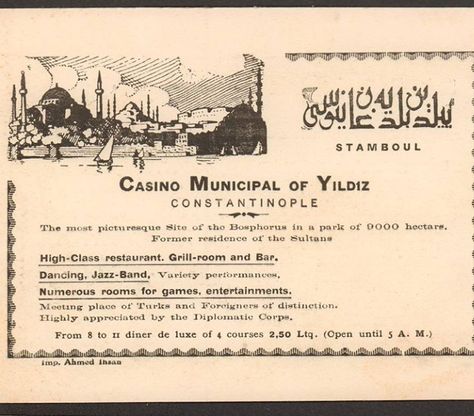 ييلديز بلديه غازينوسى
STAMBOUL
CASINO MUNICIPAL OF YILDIZ
CONSTANTINOPLE
The most picturesque Site of the Bosphorus in a park of 9000 hectars.
Former residence of the Sultans
High-Class restaurant. Grill-room and Bar.
Dancing, Jazz-Band, Variety performances,
Numerous rooms for games, entertainments.
Meeting place of Turks and Foreigners of distinction.
Highly appreciated by the Diplomatic Corps.
From 8 to 11 diner de luxe of 4 courses 2,50 Ltq. (Open until 5 A. M.)
Imp. Ahmed Ihsan